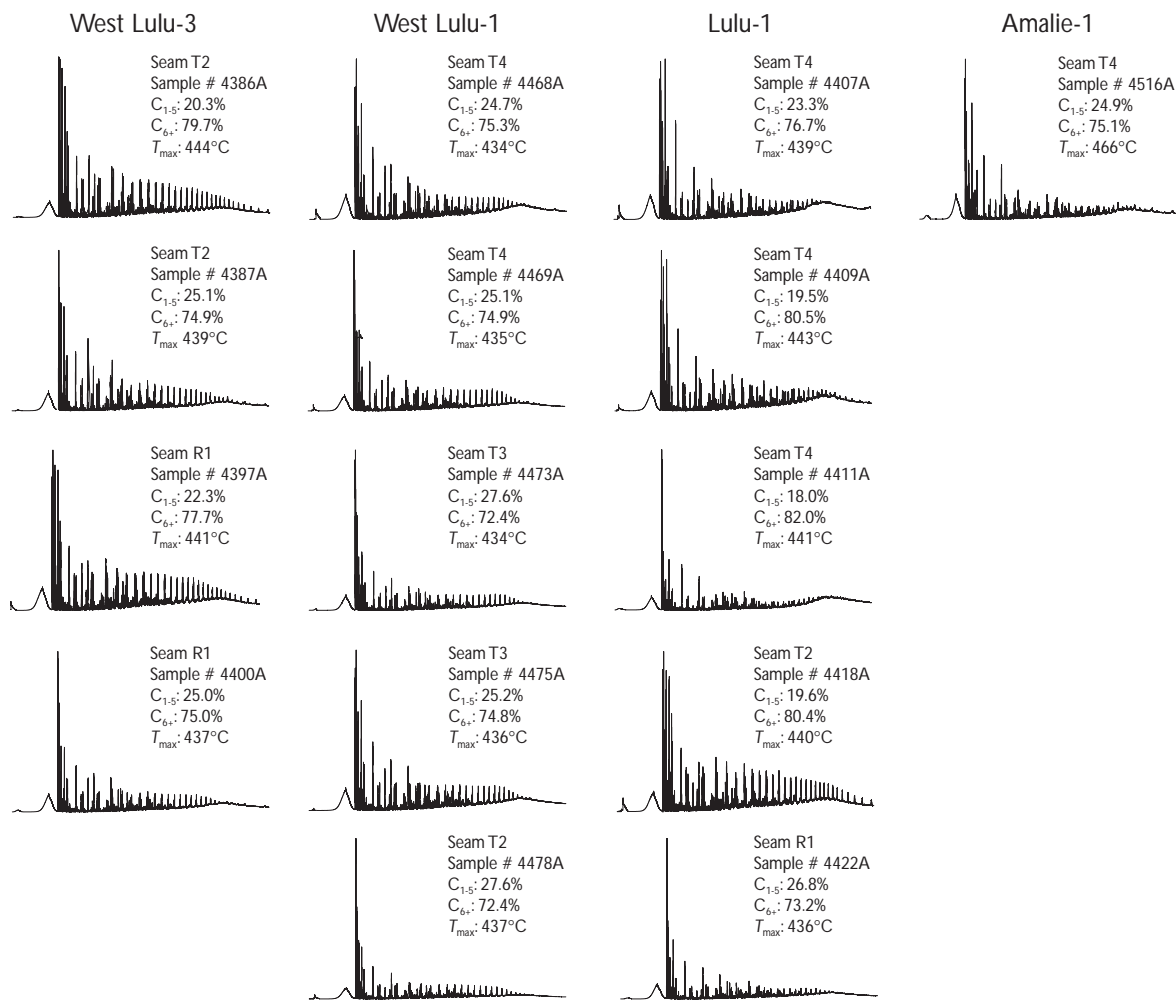 West Lulu-3
West Lulu-1
Lulu-1
Amalie-1
Seam T2
Sample # 4386A
C1-5: 20.3%
C6+: 79.7%
Tmax: 444°C
Seam T4
Sample # 4468A
C1-5: 24.7%
C6+: 75.3%
Tmax: 434°C
Seam T4
Sample # 4407A
C1-5: 23.3%
C6+: 76.7%
Tmax: 439°C
Seam T4
Sample # 4516A
C1-5: 24.9%
C6+: 75.1%
Tmax: 466°C
Seam T2
Sample # 4387A
C1-5: 25.1%
C6+: 74.9%
Tmax 439°C
Seam T4
Sample # 4469A
C1-5: 25.1%
C6+: 74.9%
Tmax: 435°C
Seam T4
Sample # 4409A
C1-5: 19.5%
C6+: 80.5%
Tmax: 443°C
Seam R1
Sample # 4397A
C1-5: 22.3%
C6+: 77.7%
Tmax: 441°C
Seam T3
Sample # 4473A
C1-5: 27.6%
C6+: 72.4%
Tmax: 434°C
Seam T4
Sample # 4411A
C1-5: 18.0%
C6+: 82.0%
Tmax: 441°C
Seam R1
Sample # 4400A
C1-5: 25.0%
C6+: 75.0%
Tmax: 437°C
Seam T3
Sample # 4475A
C1-5: 25.2%
C6+: 74.8%
Tmax: 436°C
Seam T2
Sample # 4418A
C1-5: 19.6%
C6+: 80.4%
Tmax: 440°C
Seam T2
Sample # 4478A
C1-5: 27.6%
C6+: 72.4%
Tmax: 437°C
Seam R1
Sample # 4422A
C1-5: 26.8%
C6+: 73.2%
Tmax: 436°C